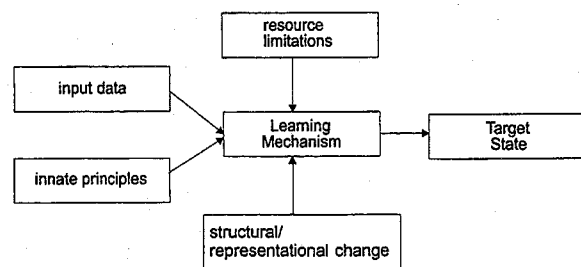 resource
limitations
input data
Learning
Mechanism
Target
State
innate principles
structural/
representational change